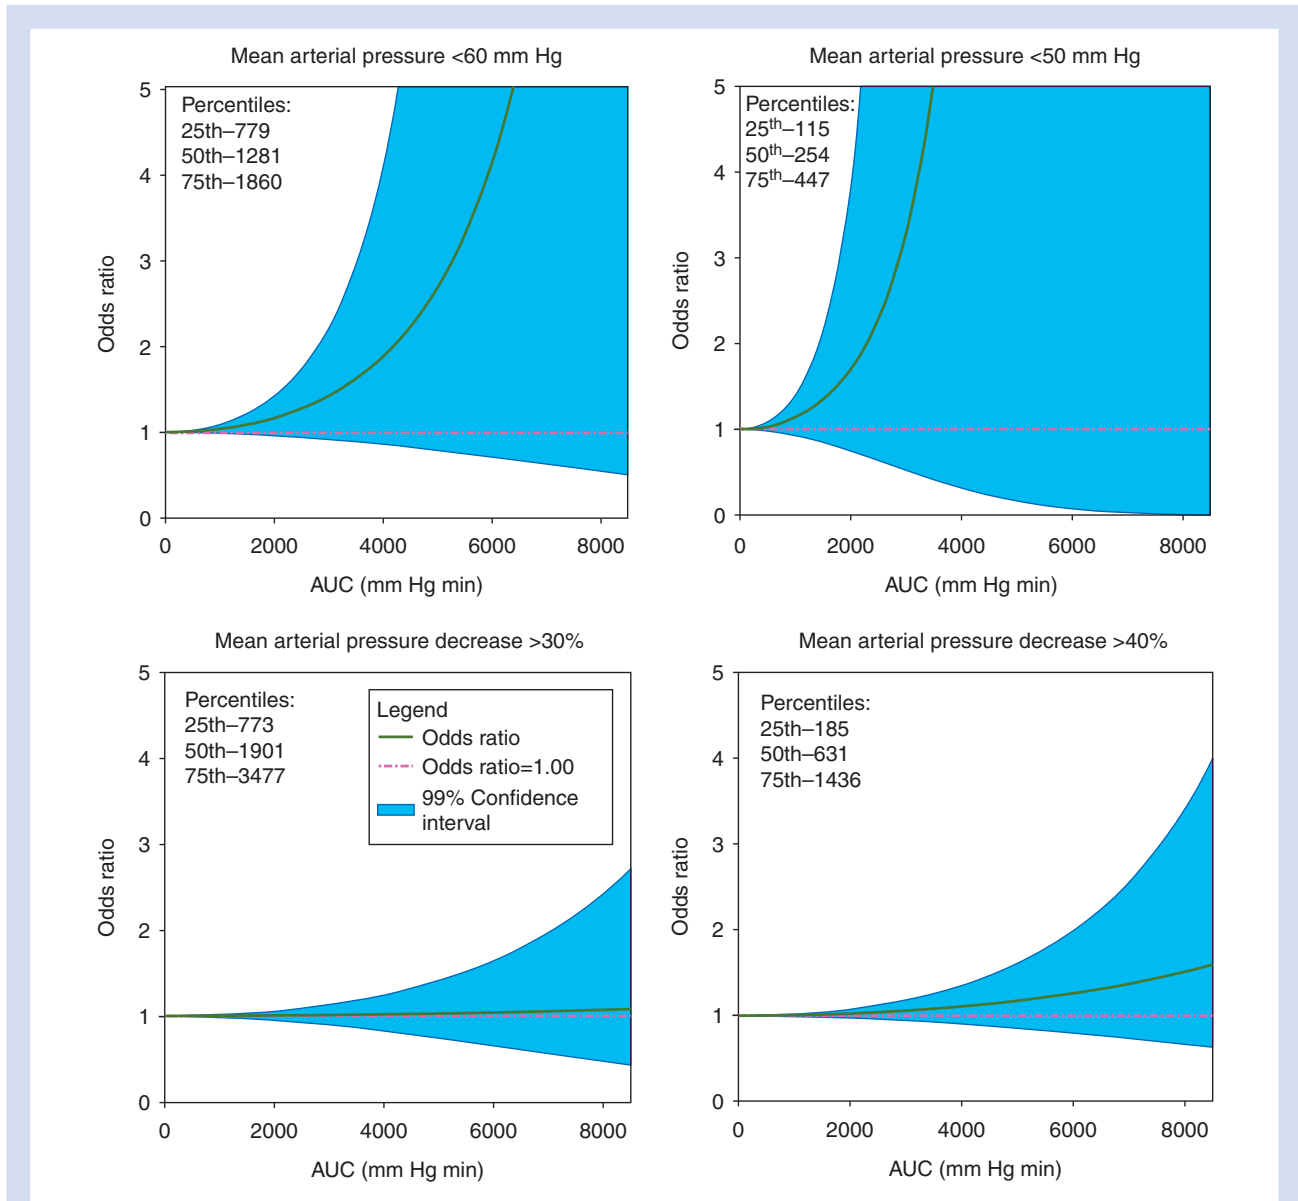 Mean arterial pressure <60 mm Hg
Percentiles:
25th–779
50th–1281
75th–1860
Odds ratio
5
4
3
2
1
0
0 2000 4000 6000 8000
AUC (mm Hg min)
Mean arterial pressure <50 mm Hg
Percentiles:
25th–115
50th–254
75th–447
Odds ratio
5
4
3
2
1
0
0 2000 4000 6000 8000
AUC (mm Hg min)
Mean arterial pressure decrease >30%
Percentiles:
25th–773
50th–1901
75th–3477
Legend
Odds ratio
Odds ratio=1.00
99% Confidence
interval
Odds ratio
5
4
3
2
1
0
0 2000 4000 6000 8000
AUC (mm Hg min)
Mean arterial pressure decrease >40%
Percentiles:
25th–185
50th–631
75th–1436
Odds ratio
5
4
3
2
1
0
0 2000 4000 6000 8000
AUC (mm Hg min)